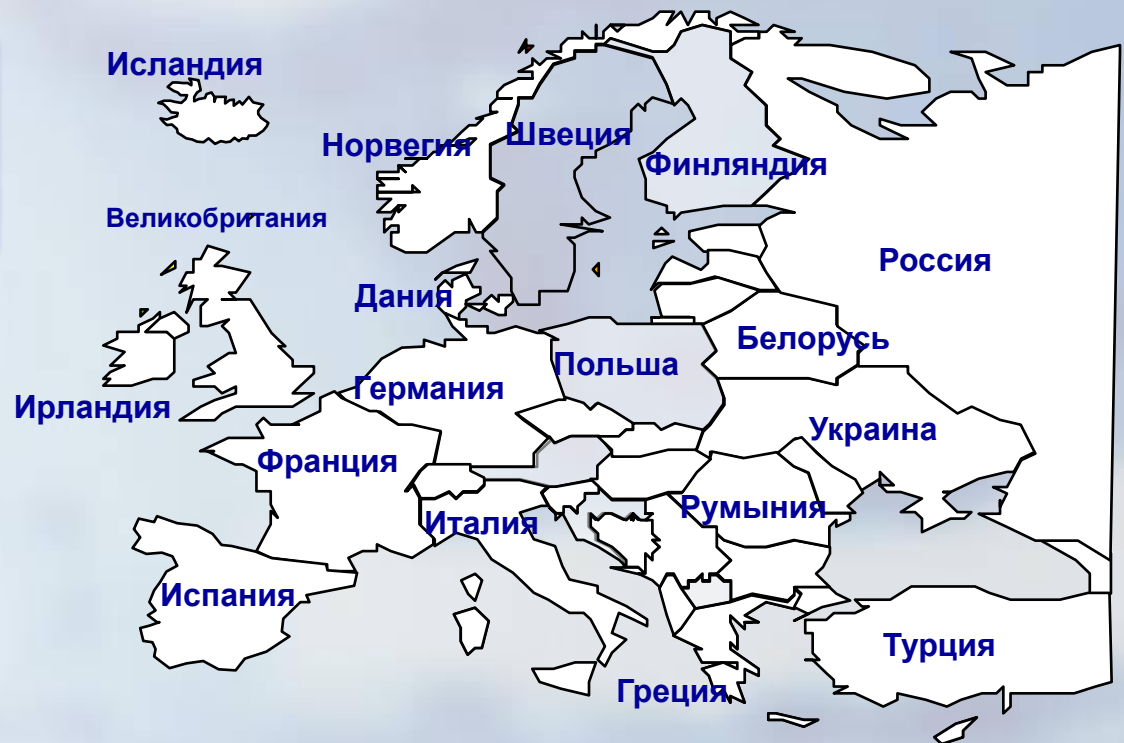 Исландия
Норвегия
Швеция
Финляндия
Великобритания
Россия
Дания
Белорусь
Польша
Германия
Ирландия
Украина
Франция
Румыния
Италия
Испания
Турция
Греция